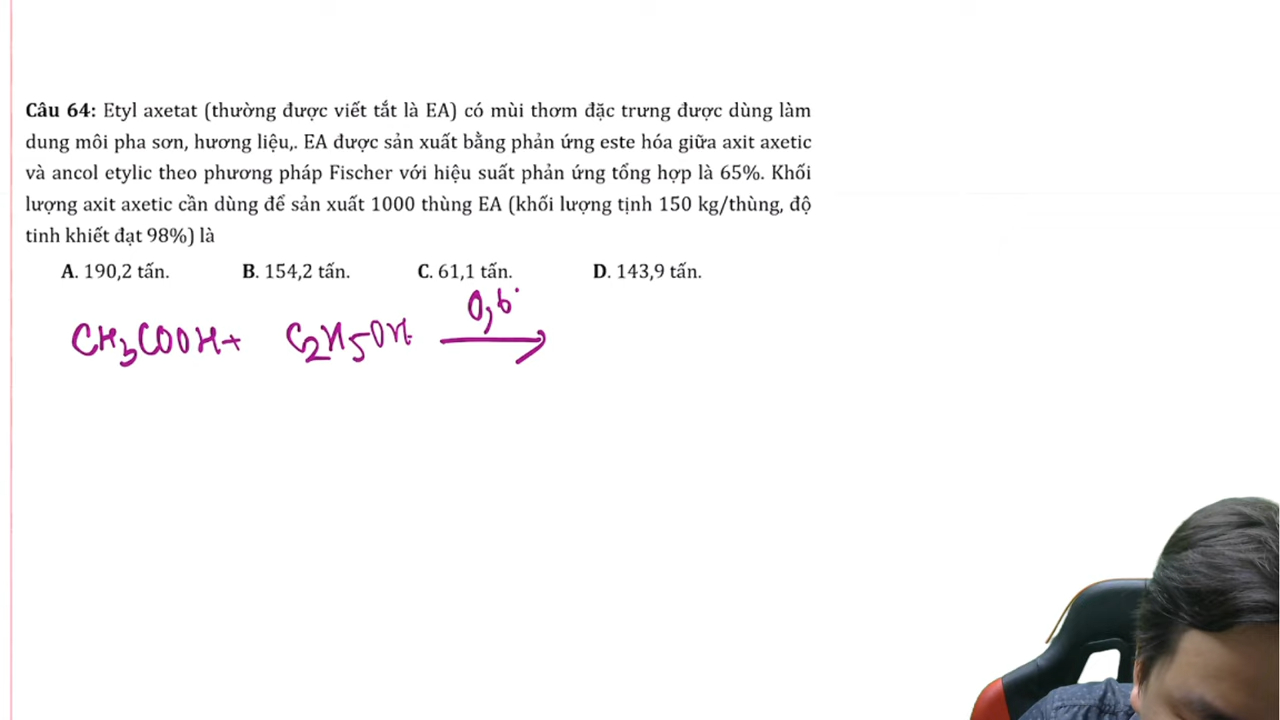 Câu 64: Etyl axetat (thường được viết tắt là EA) có mùi thơm đặc trưng được dùng làm
dung môi pha sơn, hương liệu,. EA được sản xuất bằng phản ứng este hóa giữa axit axetic
và ancol etylic theo phương pháp Fischer với hiệu suất phản ứng tổng hợp là 65%. Khối
lượng axit axetic cần dùng để sản xuất 1000 thùng EA (khối lượng tịnh 150 kg/thùng, độ
tinh khiết đạt 98%) là
A. 190,2 tấn. B. 154,2 tấn. C. 61,1 tấn. D. 143,9 tấn.
0,6
CH3COOH + C2H5OH →